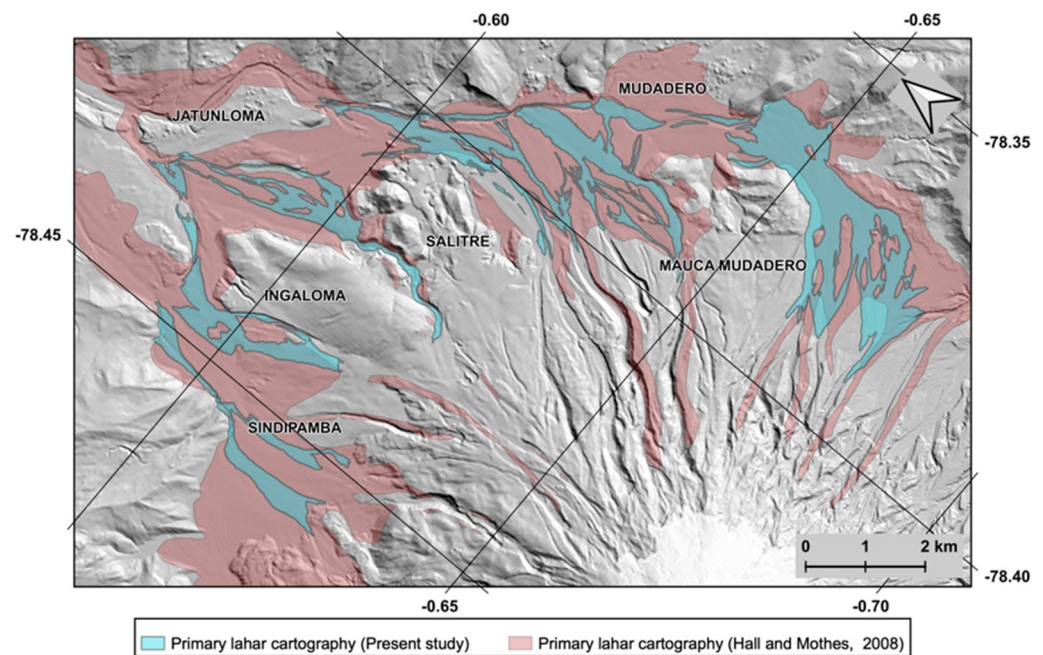 -0.60
-0.65
MUDADERO
JATUNLOMA
-78.35
-78.45
SALITRE
MAUCA MUDADERO
INGALOMA
SINDIPAMBA
0 1 2 km
-78.40
-0.65
-0.70
Primary lahar cartography (Present study)
Primary lahar cartography (Hall and Mothes, 2008)